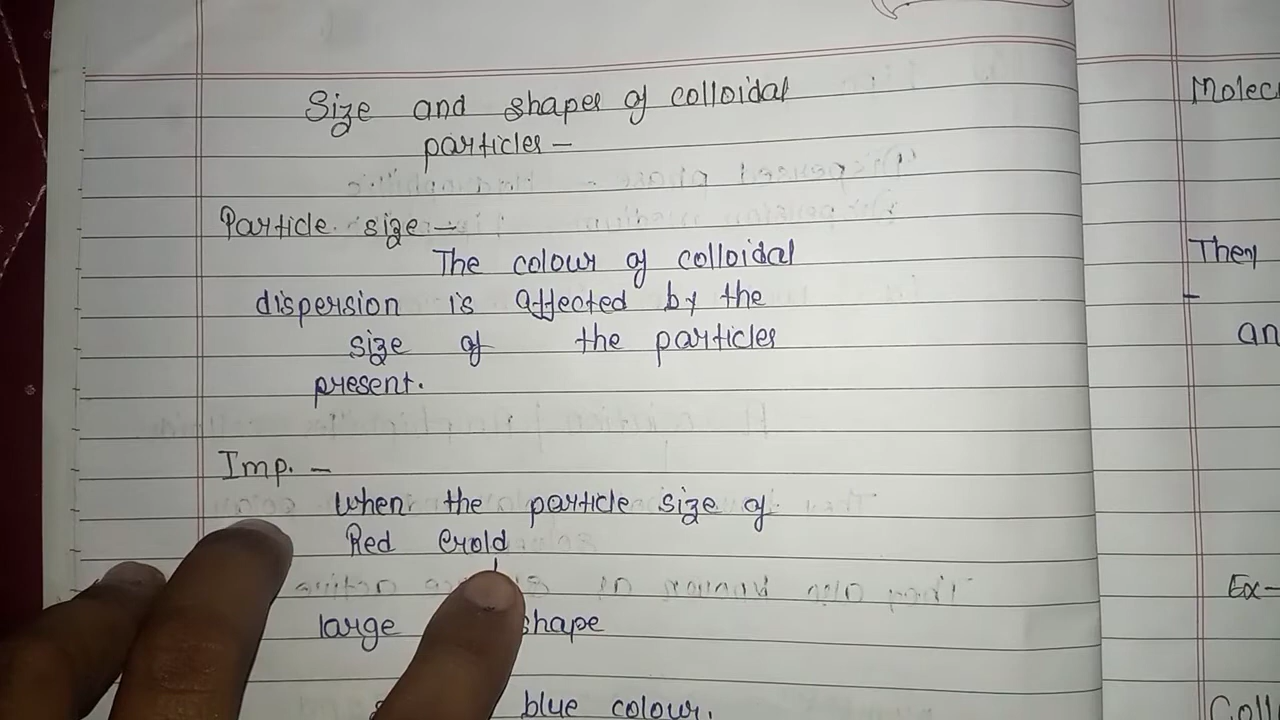 Size and shapes of colloidal
particles –
Particle size –
The colour of colloidal
dispersion is affected by the
size of the particles
present.
Imp. –
When the particle size of
Red Gold
large shape
blue colour.
Molec
They
an
Ex-
Coll